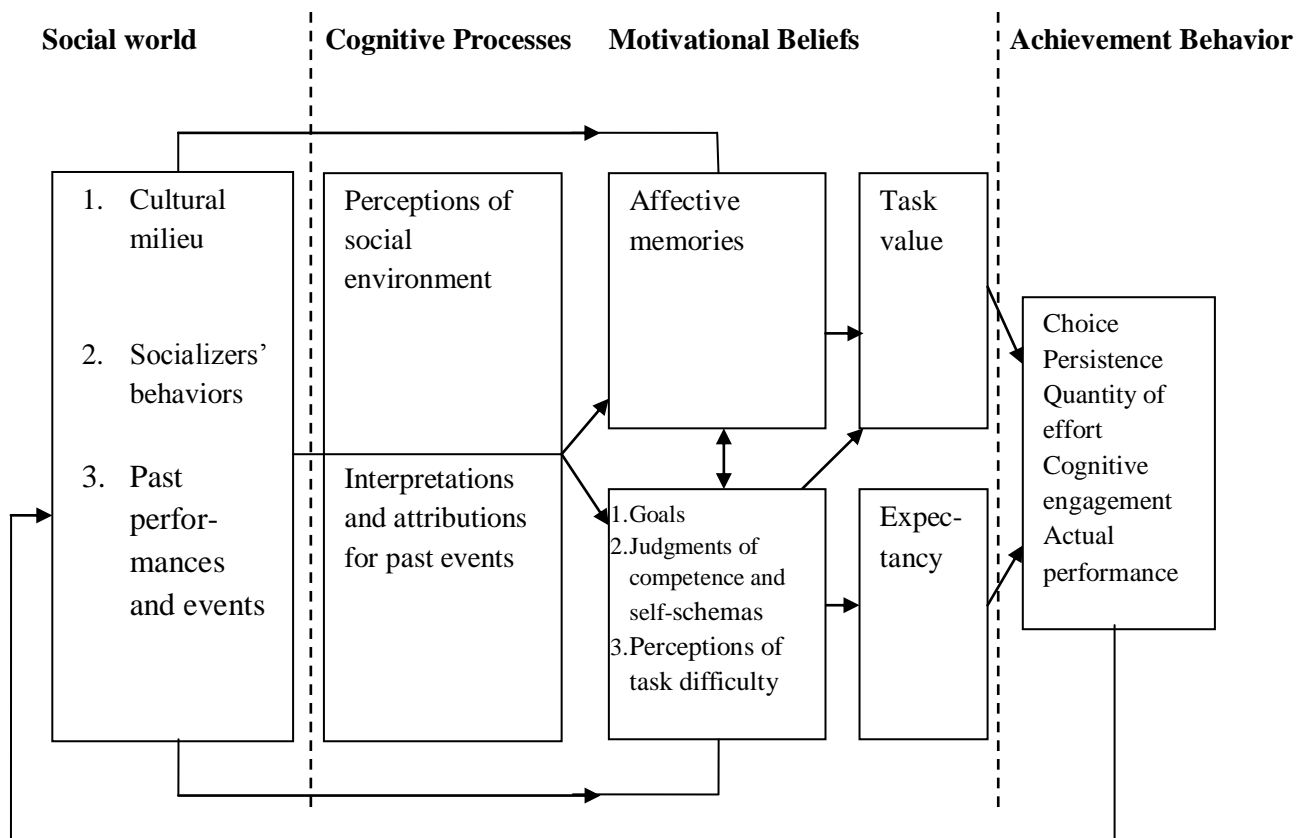 Social world
Cognitive Processes
Motivational Beliefs
Achievement Behavior
1. Cultural
milieu
2. Socializers’
behaviors
3. Past
perfor-
mances
and events
Perceptions of
social
environment
Interpretations
and attributions
for past events
Affective
memories
1.Goals
2.Judgments of
competence and
self-schemas
3.Perceptions of
task difficulty
Task
value
Expec-
tancy
Choice
Persistence
Quantity of
effort
Cognitive
engagement
Actual
performance